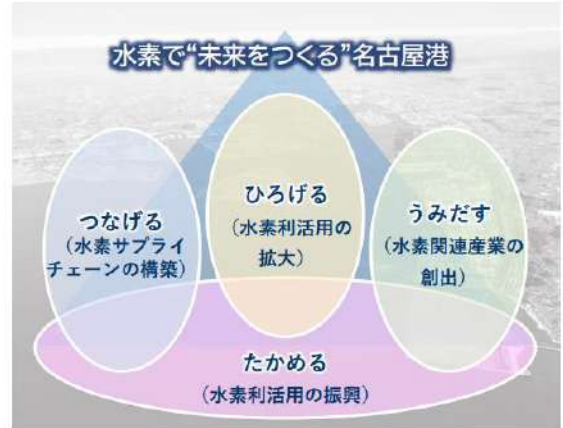 水素で“未来をつくる”名古屋港
つなげる
(水素サプライ
チェーンの構築)
ひろげる
(水素利活用の
拡大)
うみだす
(水素関連産業の
創出)
たかめる
(水素利活用の振興)